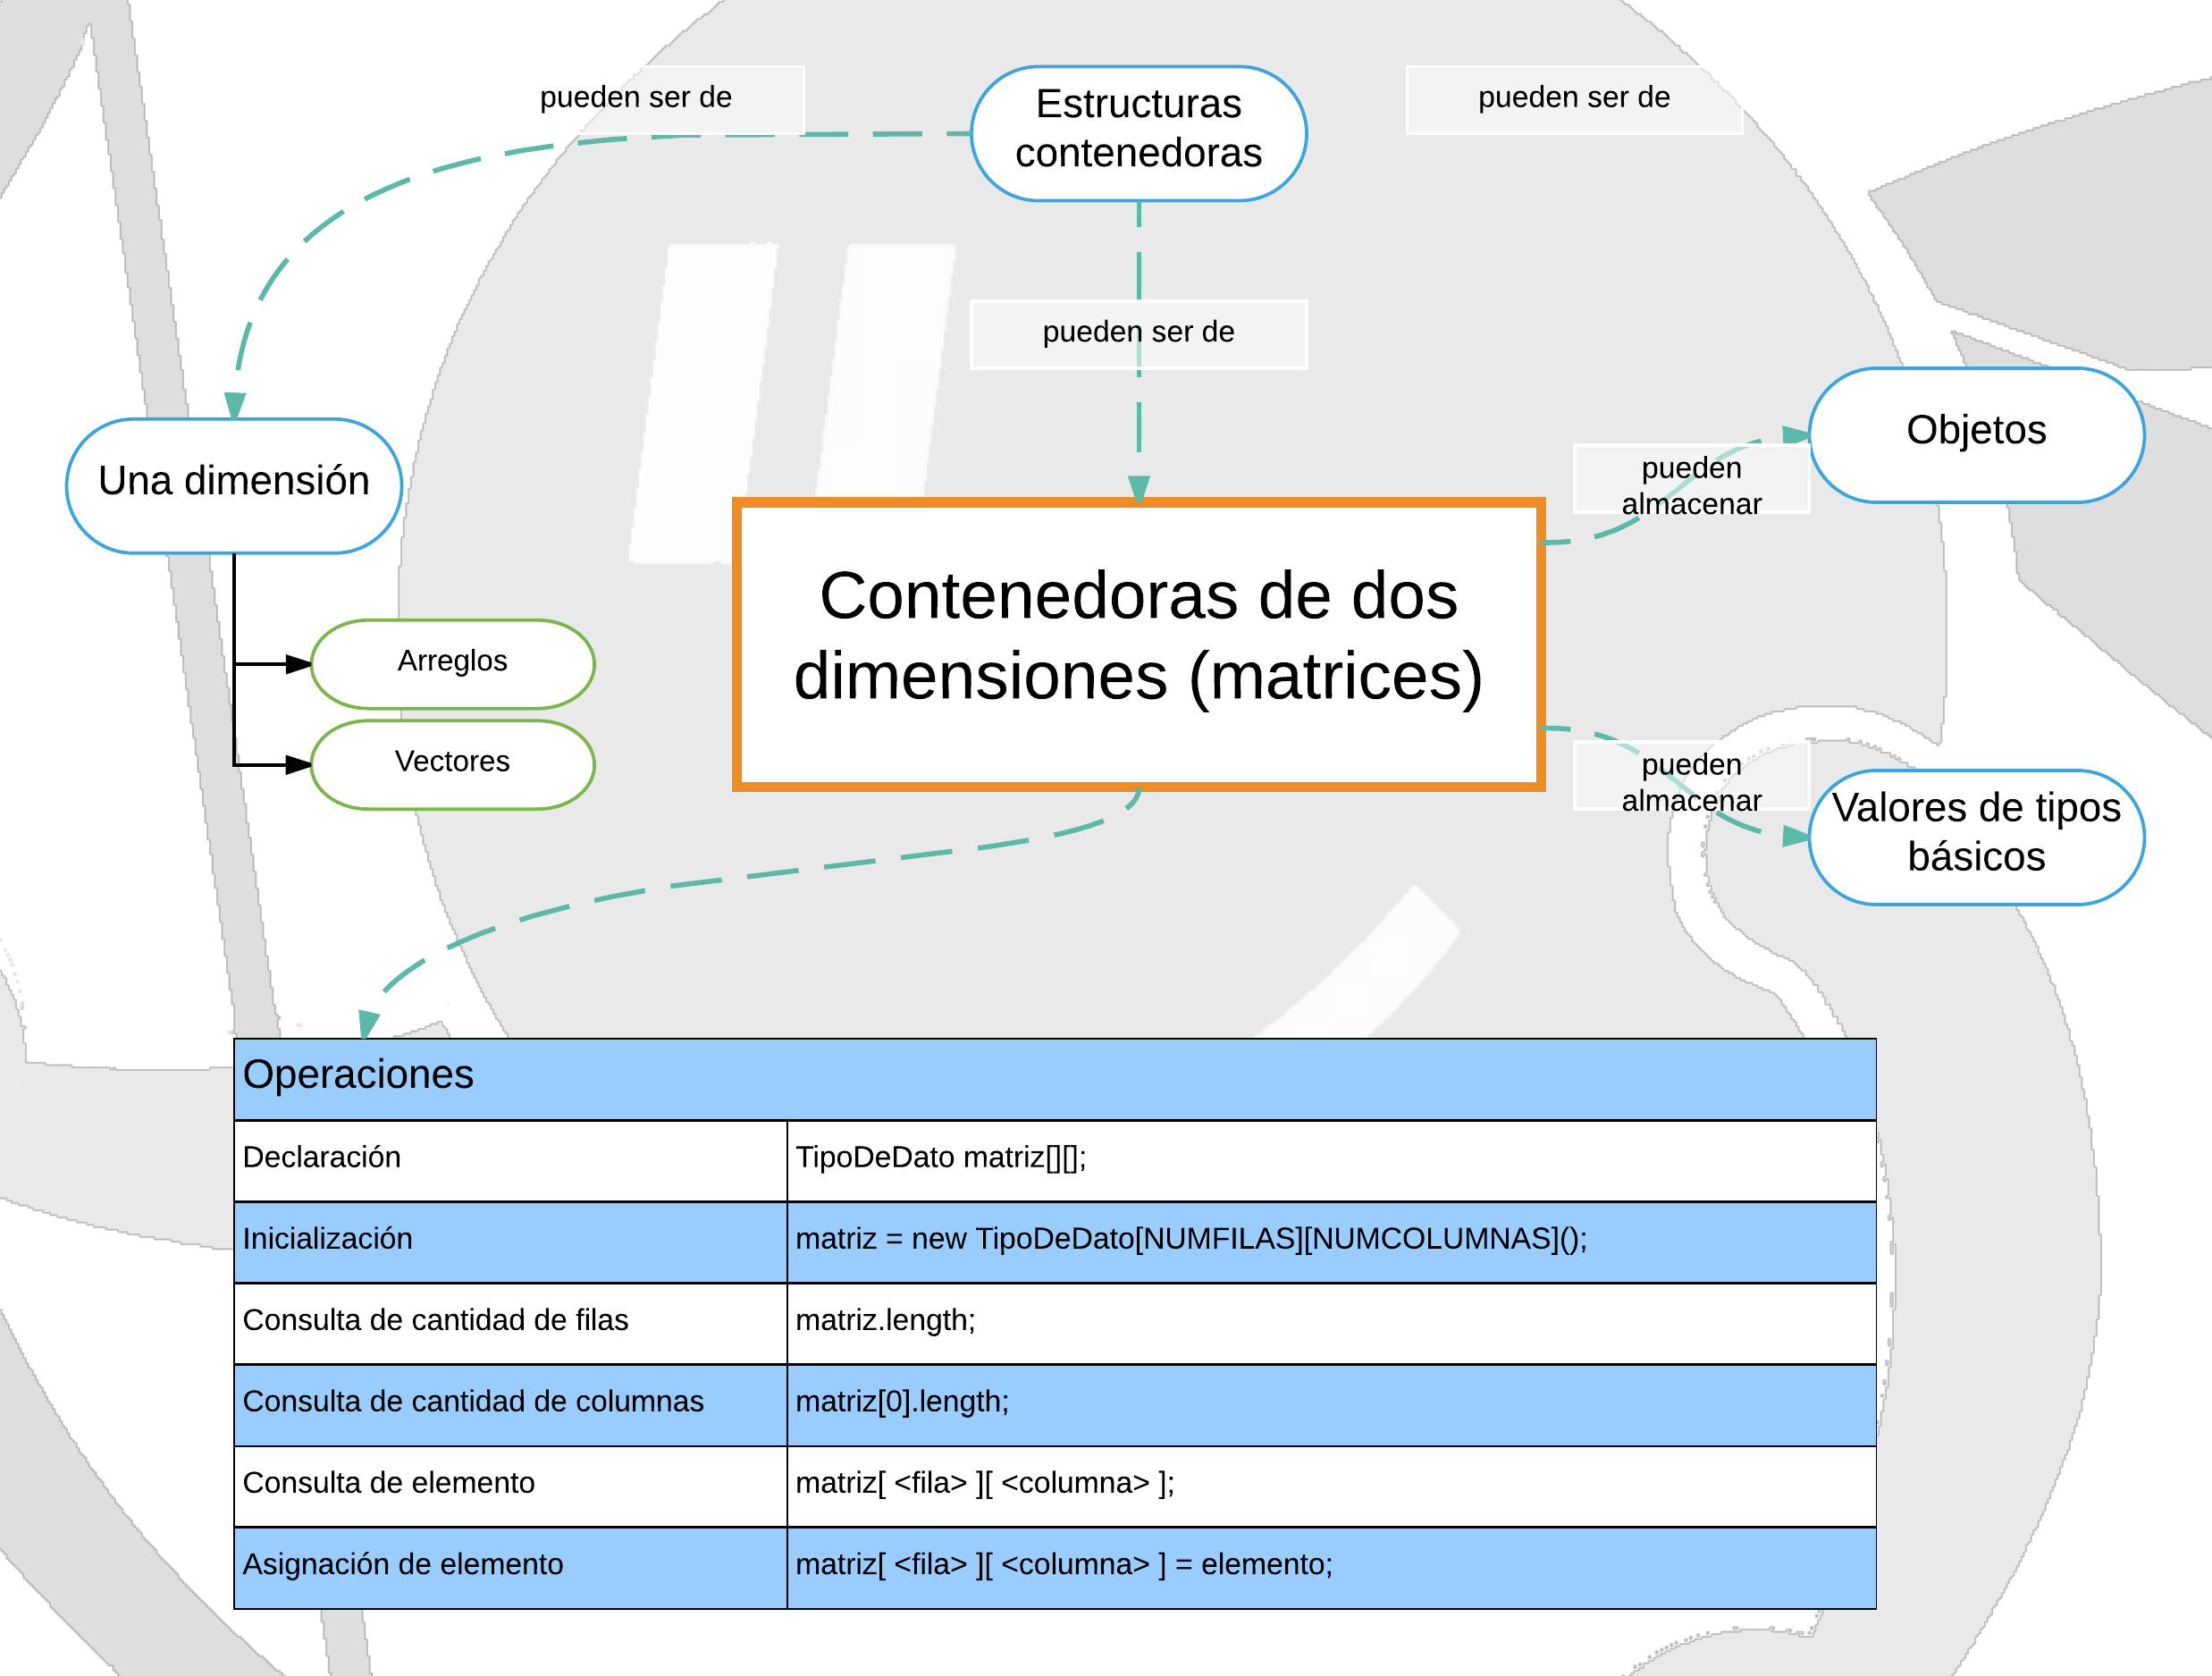 pueden ser de
Estructuras
contenedoras
pueden ser de
pueden ser de
Una dimensión
Arreglos
Vectores
Contenedoras de dos
dimensiones (matrices)
pueden
almacenar
Objetos
pueden
almacenar
Valores de tipos
básicos
Operaciones
Declaración TipoDeDato matriz[][];
Inicialización matriz = new TipoDeDato[NUMFILAS][NUMCOLUMNAS]();
Consulta de cantidad de filas matriz.length;
Consulta de cantidad de columnas matriz[0].length;
Consulta de elemento matriz[ <fila> ][ <columna> ];
Asignación de elemento matriz[ <fila> ][ <columna> ] = elemento;